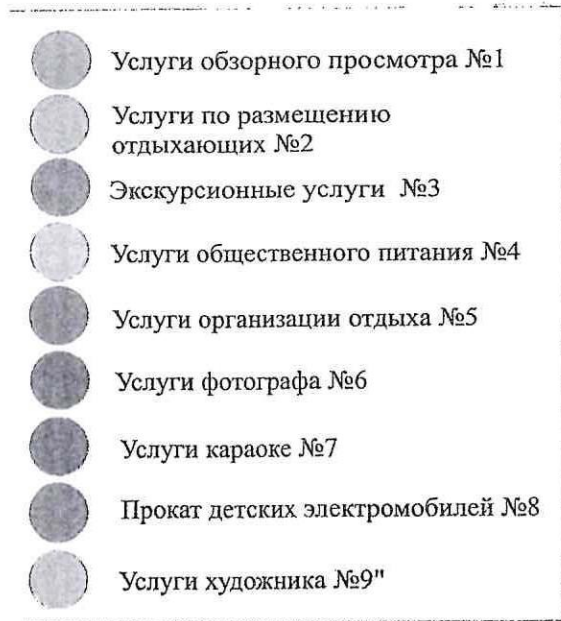 Услуги обзорного просмотра №1
Услуги по размещению
отдыхающих №2
Экскурсионные услуги №3
Услуги общественного питания №4
Услуги организации отдыха №5
Услуги фотографа №6
Услуги караоке №7
Прокат детских электромобилей №8
Услуги художника №9"